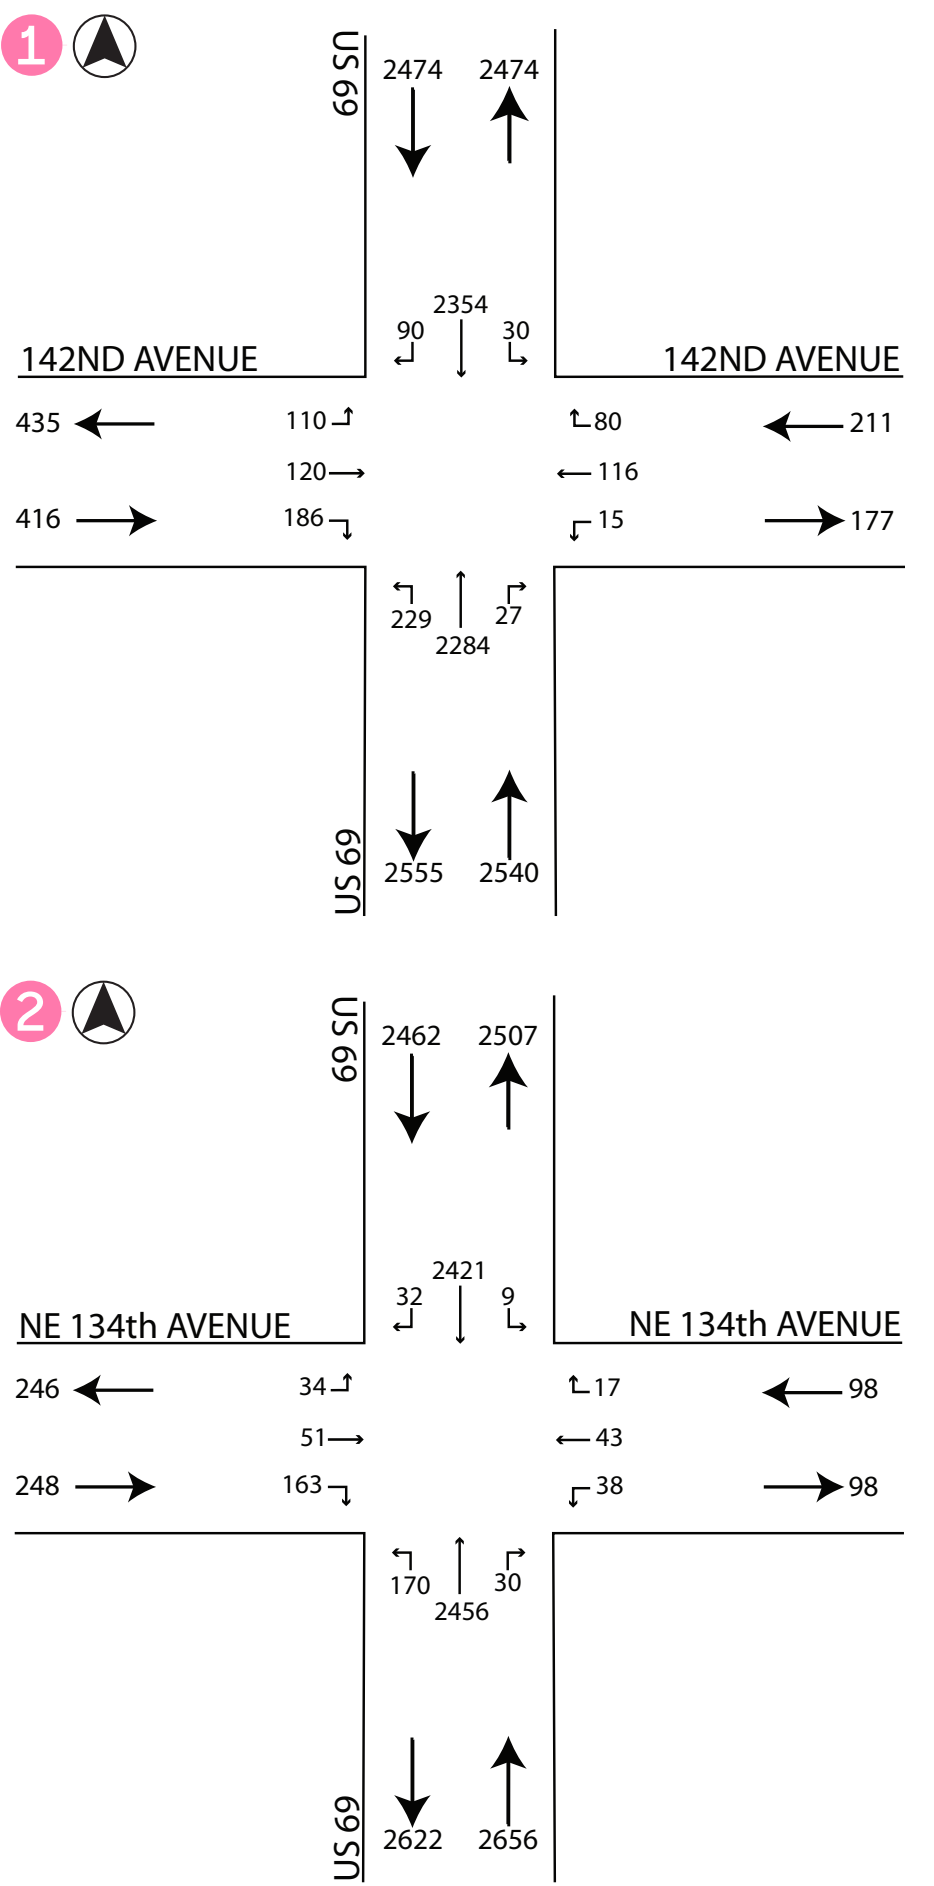 1
US 69
2474 2474
2354
90 30
142ND AVENUE 142ND AVENUE
435 110 80 211
120 116
416 186 15 177
229 27
2284
US 69
2555 2540
2
US 69
2462 2507
2421
32 9
NE 134th AVENUE NE 134th AVENUE
246 34 17 98
51 43
248 163 38 98
170 30
2456
US 69
2622 2656